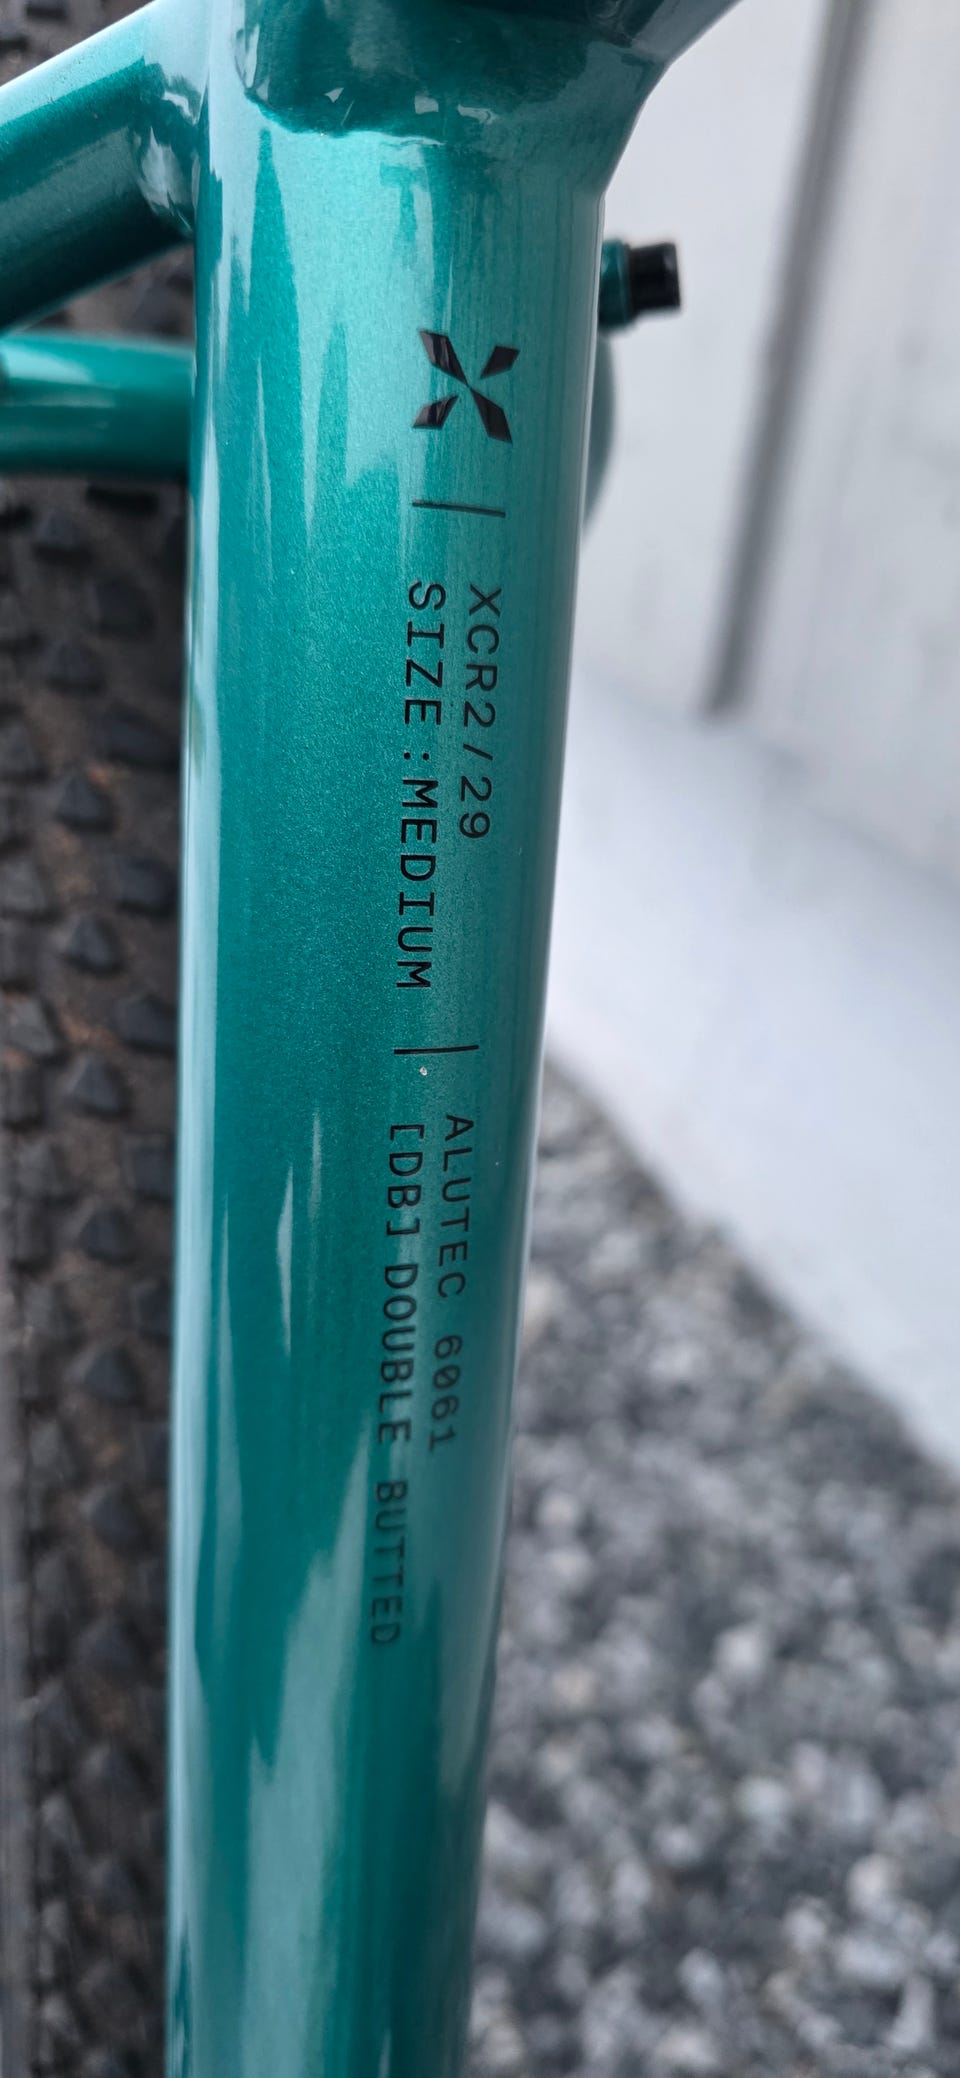 XCR2/29
SIZE:MEDIUM
ALUTEC 6061
[DB] DOUBLE BUTTED